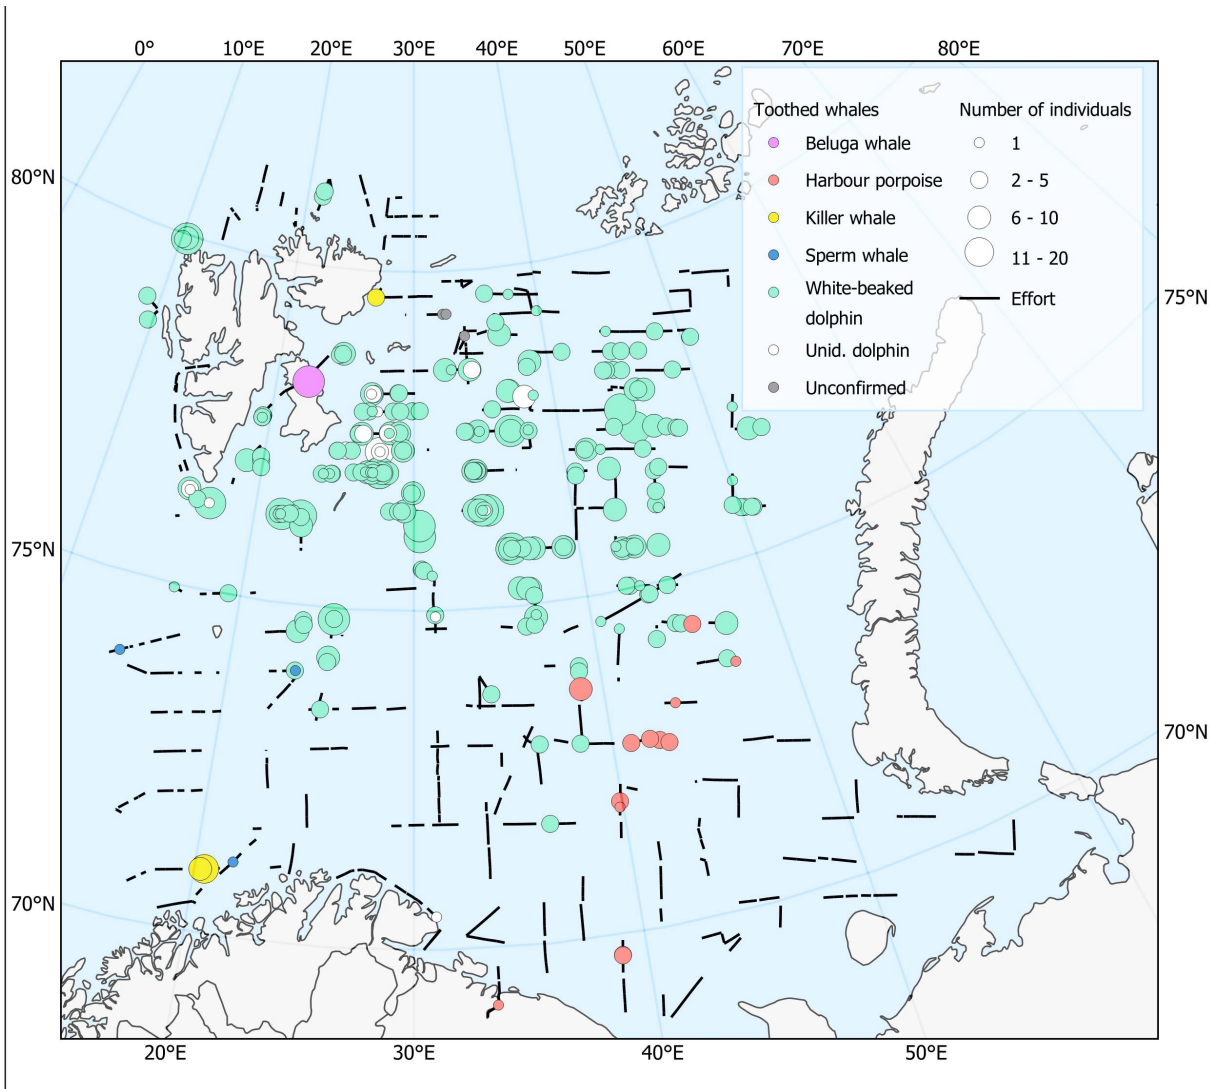 0° 10°E 20°E 30°E 40°E 50°E 60°E 70°E 80°E
Toothed whales Number of individuals
Beluga whale 1
Harbour porpoise 2 - 5
Killer whale 6 - 10
Sperm whale 11 - 20
White-beaked Effort
dolphin
Unid. dolphin
Unconfirmed
80°N
75°N
75°N
70°N
70°N
20°E 30°E 40°E 50°E